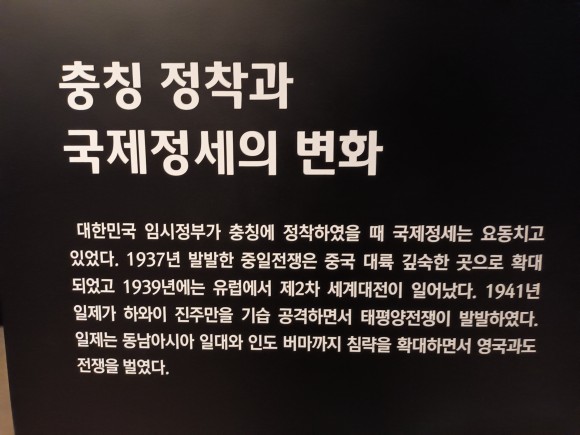 충칭 정착과
국제정세의 변화
대한민국 임시정부가 충칭에 정착하였을 때 국제정세는 요동치고
있었다. 1937년 발발한 중일전쟁은 중국 대륙 깊숙한 곳으로 확대
되었고 1939년에는 유럽에서 제2차 세계대전이 일어났다. 1941년
일제가 하와이 진주만을 기습 공격하면서 태평양전쟁이 발발하였다.
일제는 동남아시아 일대와 인도 버마까지 침략을 확대하면서 영국과도
전쟁을 벌였다.